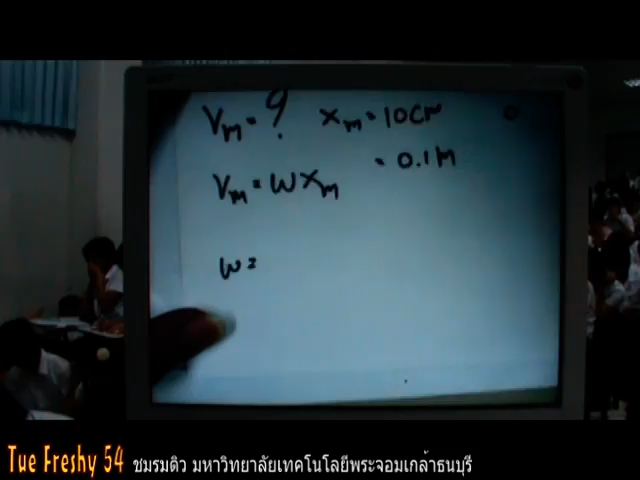 Vm = ? Xm = 10cm
= 0.1m
Vm = ωXm
ω =
Tue Freshy 54 ชมรมติว มหาวิทยาลัยเทคโนโลยีพระจอมเกล้าธนบุรี